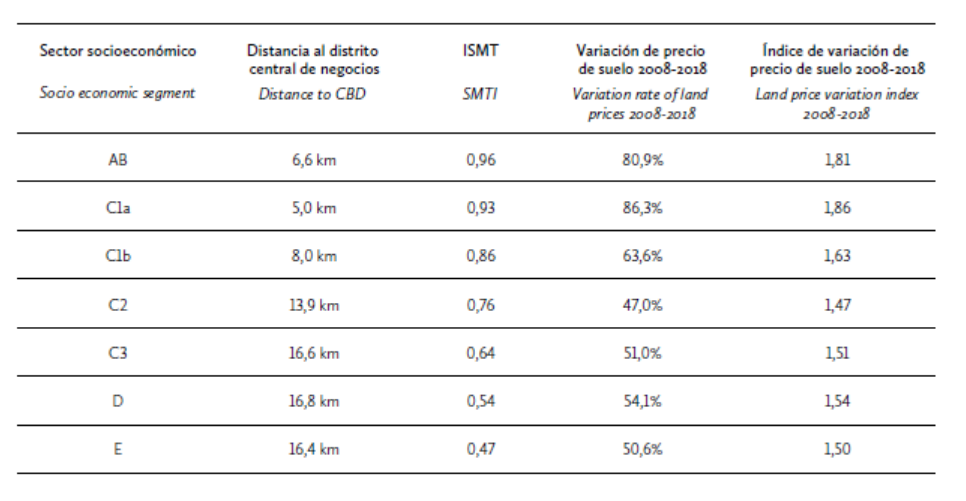 Sector socioeconómico Distancia al distrito ISMT Variación de precio Índice de variación de
central de negocios de suelo 2008-2018 precio de suelo 2008-2018
Socio economic segment Distance to CBD SMTI Variation rate of land Land price variation index
prices 2008-2018 2008-2018
AB 6,6 km 0,96 80,9% 1,81
C1a 5,0 km 0,93 86,3% 1,86
C1b 8,0 km 0,86 63,6% 1,63
C2 13,9 km 0,76 47,0% 1,47
C3 16,6 km 0,64 51,0% 1,51
D 16,8 km 0,54 54,1% 1,54
E 16,4 km 0,47 50,6% 1,50